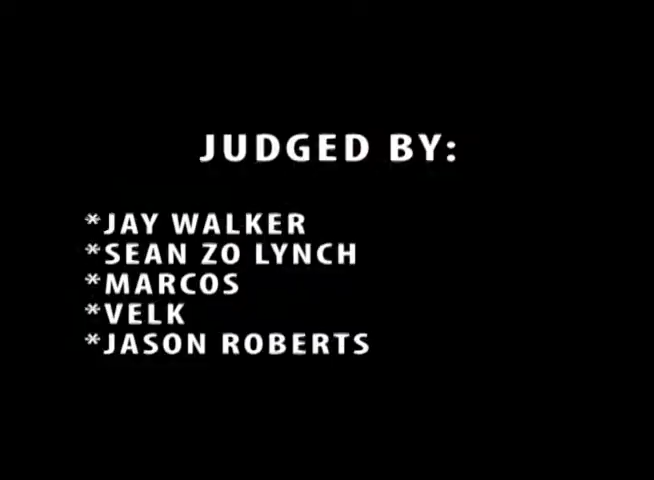 JUDGED BY:
*JAY WALKER
*SEAN ZO LYNCH
*MARCOS
*VELK
*JASON ROBERTS